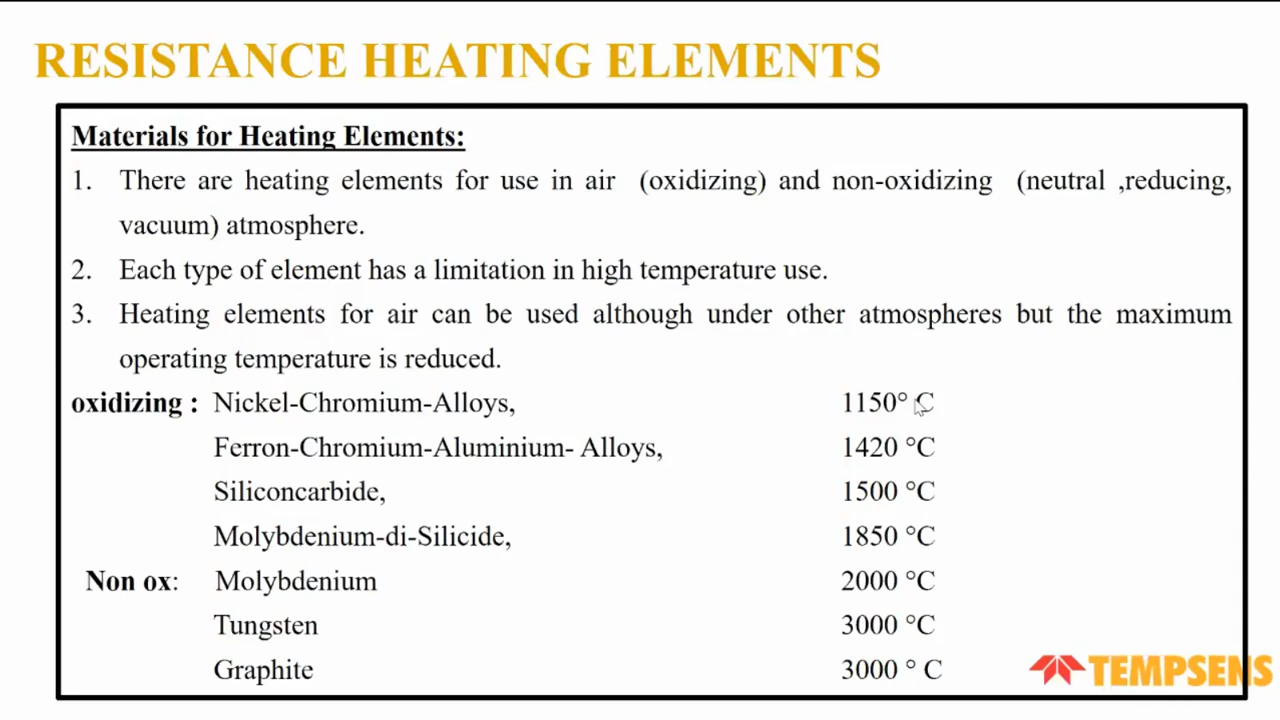 RESISTANCE HEATING ELEMENTS
Materials for Heating Elements:
1. There are heating elements for use in air (oxidizing) and non-oxidizing (neutral ,reducing,
vacuum) atmosphere.
2. Each type of element has a limitation in high temperature use.
3. Heating elements for air can be used although under other atmospheres but the maximum
operating temperature is reduced.
oxidizing : Nickel-Chromium-Alloys, 1150° C
Ferron-Chromium-Aluminium- Alloys, 1420 °C
Siliconcarbide, 1500 °C
Molybdenium-di-Silicide, 1850 °C
Non ox: Molybdenium 2000 °C
Tungsten 3000 °C
Graphite 3000 ° C
TEMPSENS